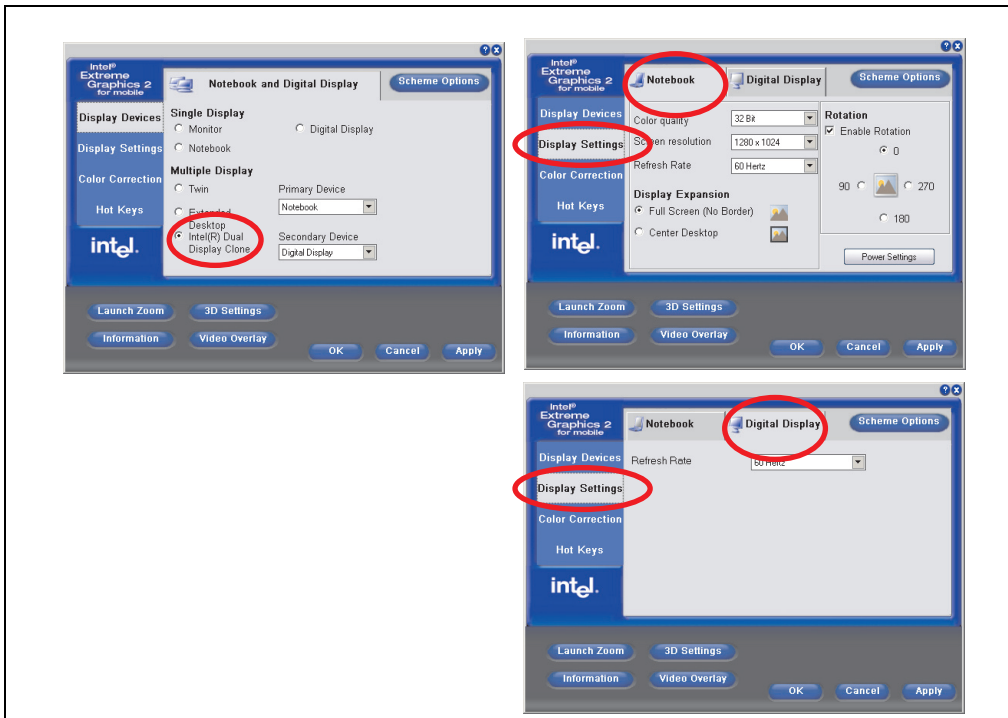 Intel®
Extreme
Graphics 2
for mobile
Notebook and Digital Display
Scheme Options
Display Devices
Display Settings
Color Correction
Hot Keys
intel.
Single Display
Monitor
Digital Display
Notebook
Multiple Display
Twin
Primary Device
Extended
Desktop
Notebook
Intel(R) Dual
Display Clone
Secondary Device
Digital Display
Launch Zoom
3D Settings
Information
Video Overlay
OK
Cancel
Apply
Intel®
Extreme
Graphics 2
for mobile
Notebook
Digital Display
Scheme Options
Display Devices
Display Settings
Color Correction
Hot Keys
intel.
Color quality
32 Bit
Screen resolution
1280 x 1024
Refresh Rate
60 Hertz
Display Expansion
Full Screen (No
Border)
Center Desktop
Rotation
Enable Rotation
0
90
270
180
Power Settings
Launch Zoom
3D Settings
Information
Video Overlay
OK
Cancel
Apply
Intel®
Extreme
Graphics 2
for mobile
Notebook
Digital Display
Scheme Options
Display Devices
Display Settings
Color Correction
Hot Keys
intel.
Refresh Rate
60 Hertz
Launch Zoom
3D Settings
Information
Video Overlay
OK
Cancel
Apply